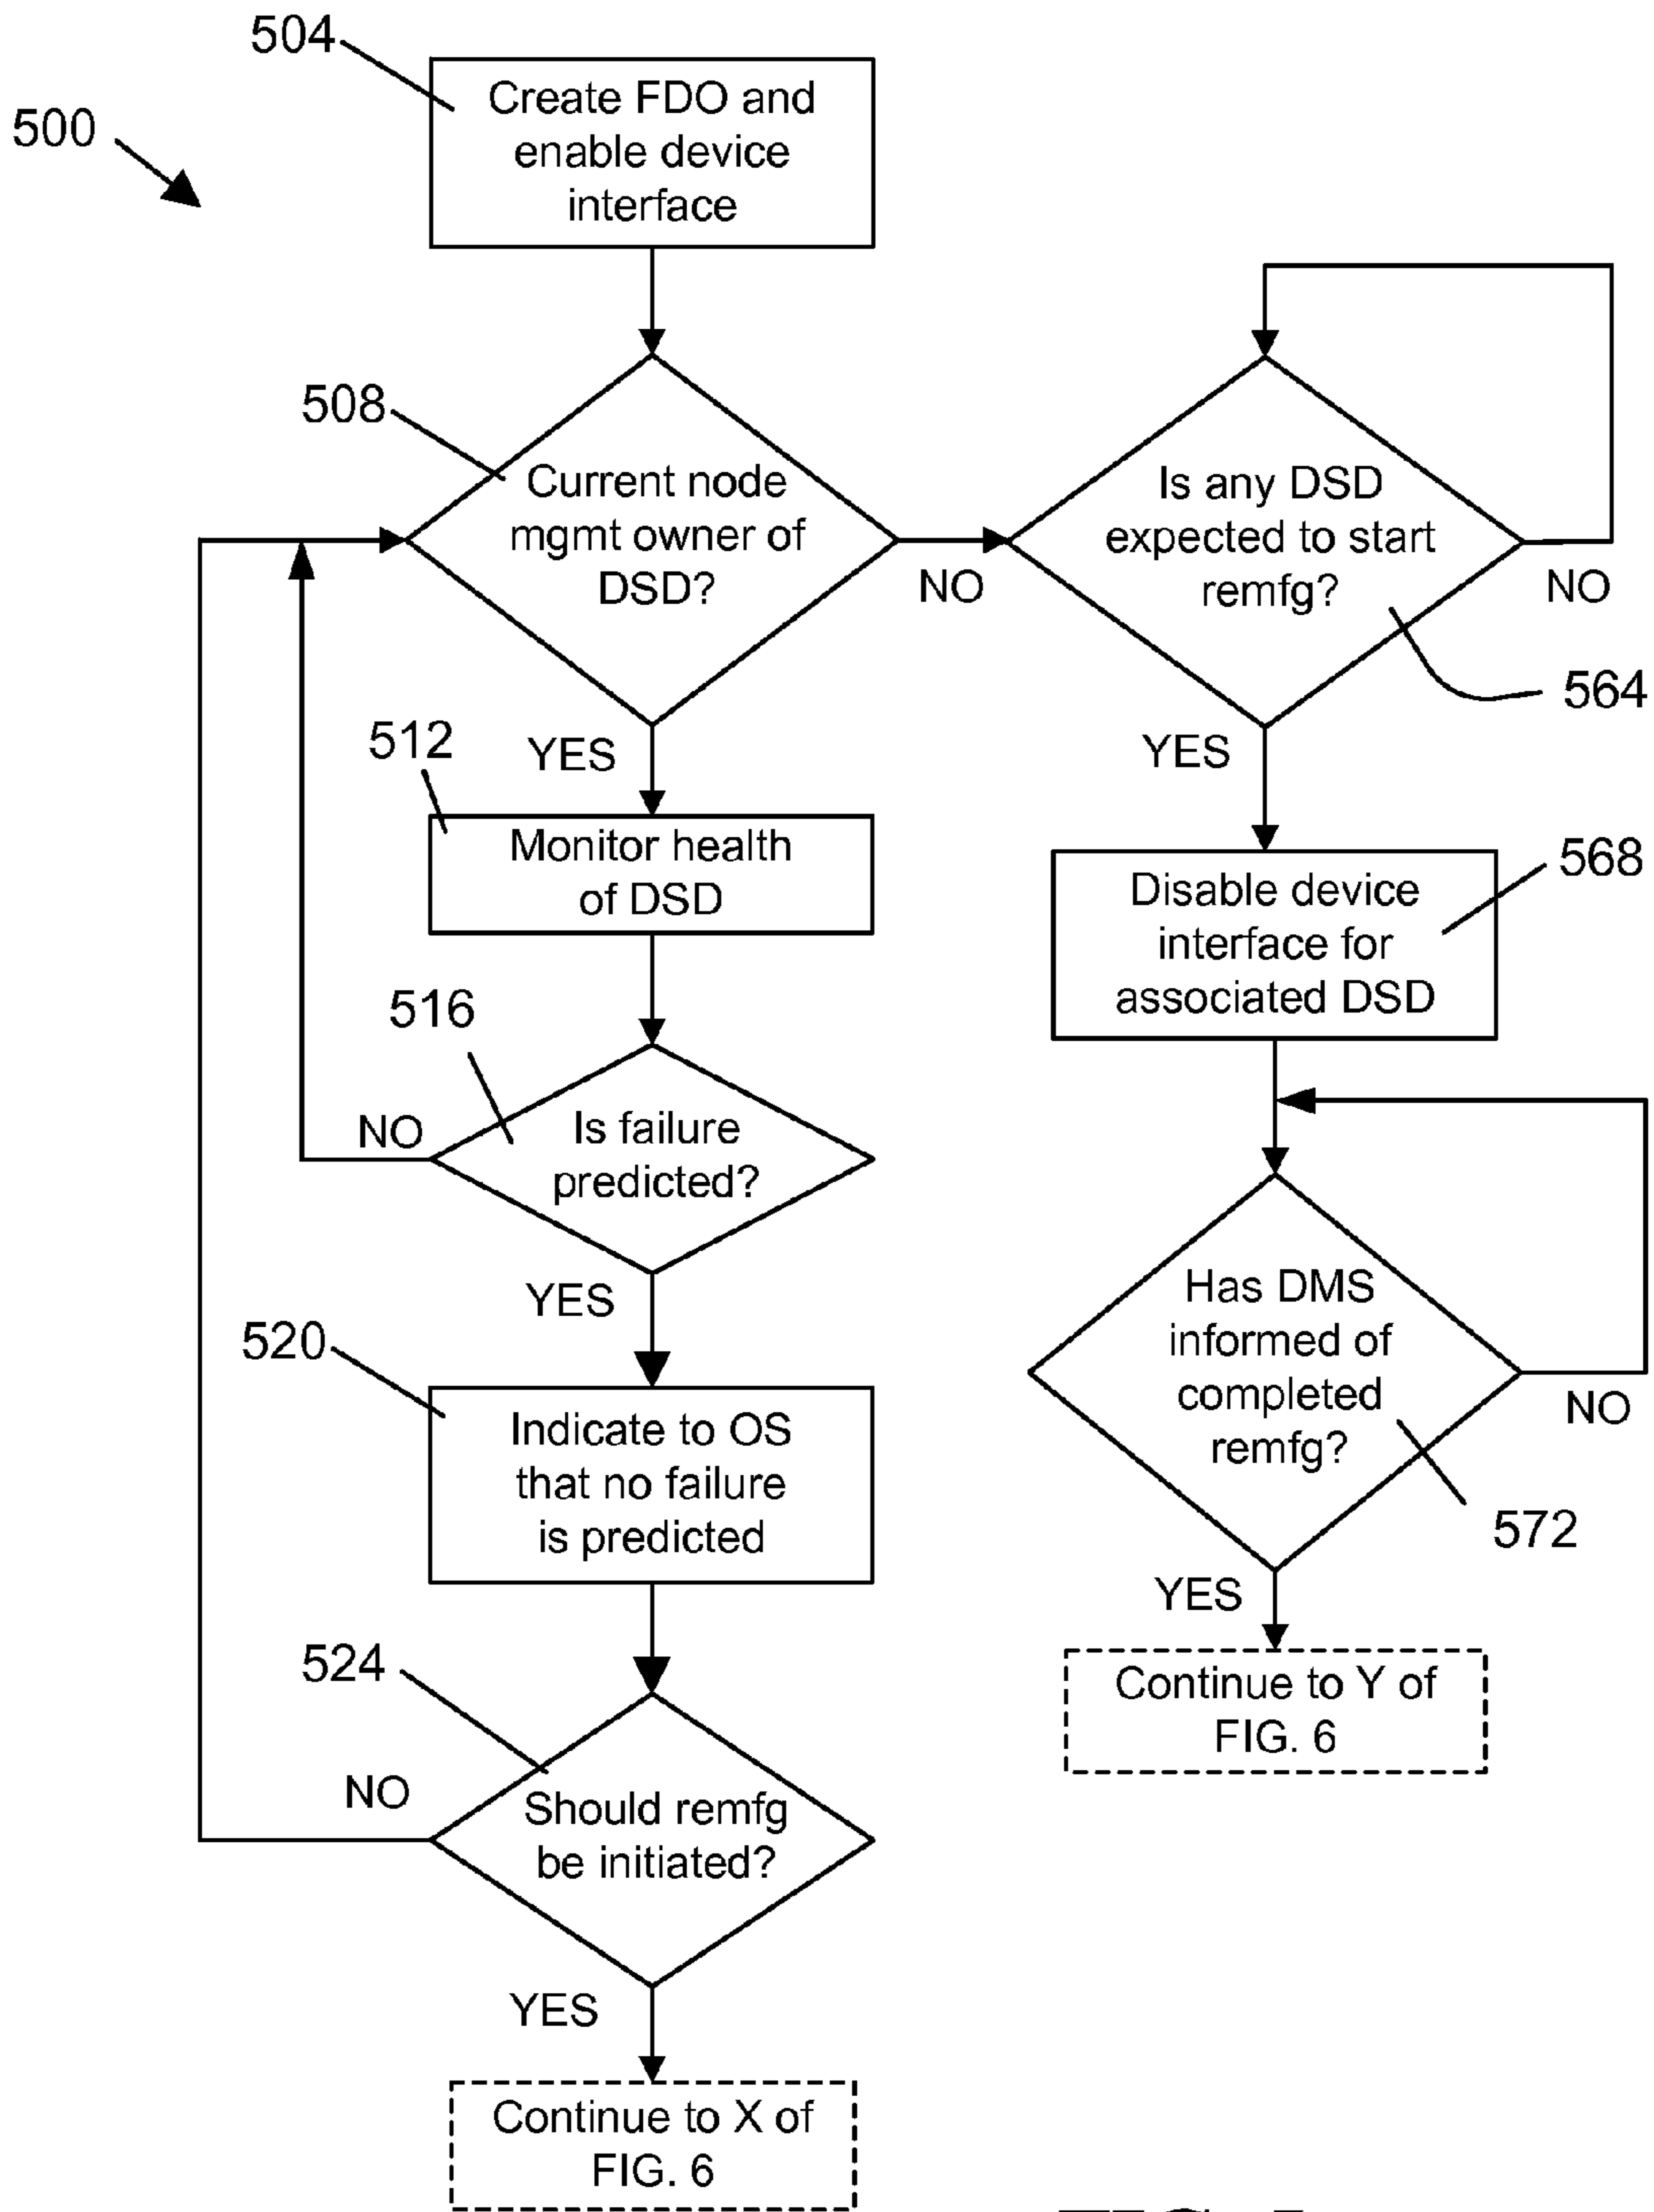 504
500
Create FDO and
enable device
interface
508
Current node
mgmt owner of
DSD?
NO
YES
Is any DSD
expected to start
remfg?
NO
564
YES
512
Monitor health
of DSD
568
Disable device
interface for
associated DSD
516
NO
Is failure
predicted?
YES
520
Indicate to OS
that no failure
is predicted
Has DMS
informed of
completed
remfg?
NO
572
YES
Continue to Y of
FIG. 6
524
NO
Should remfg
be initiated?
YES
Continue to X of
FIG. 6